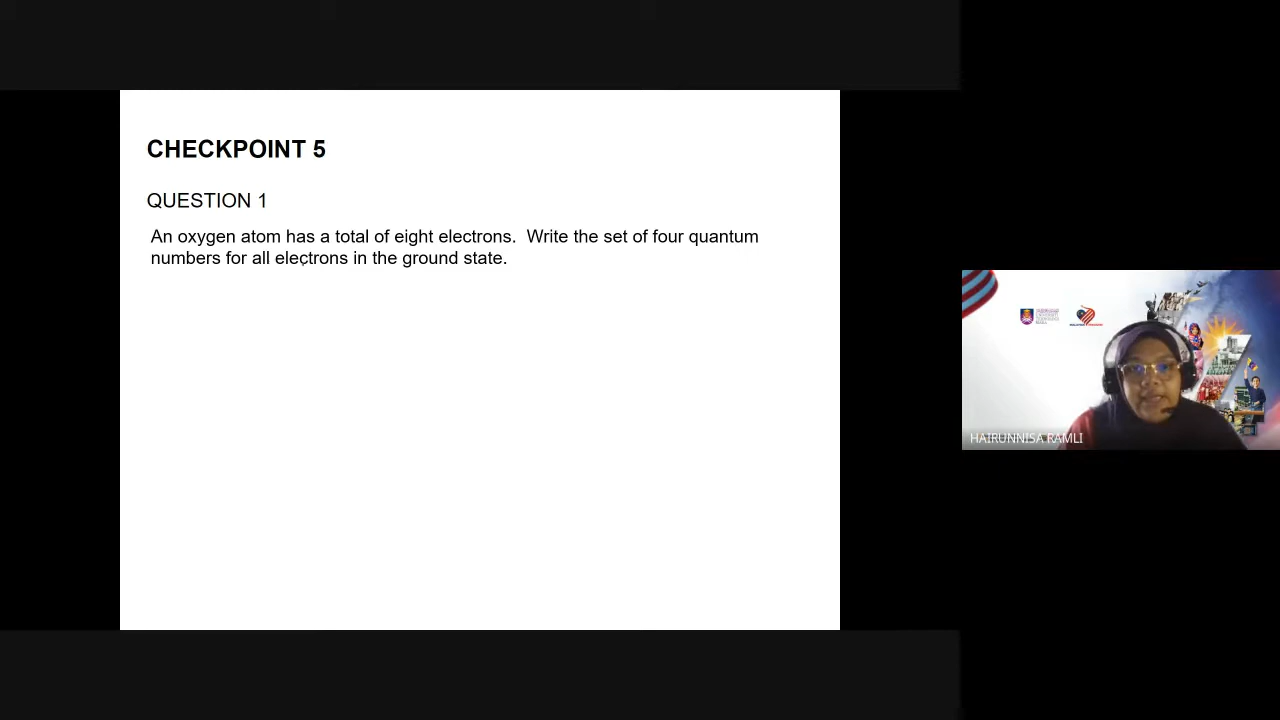 CHECKPOINT 5
QUESTION 1
An oxygen atom has a total of eight electrons. Write the set of four quantum
numbers for all electrons in the ground state.
HAIRUNNISA RAMLI